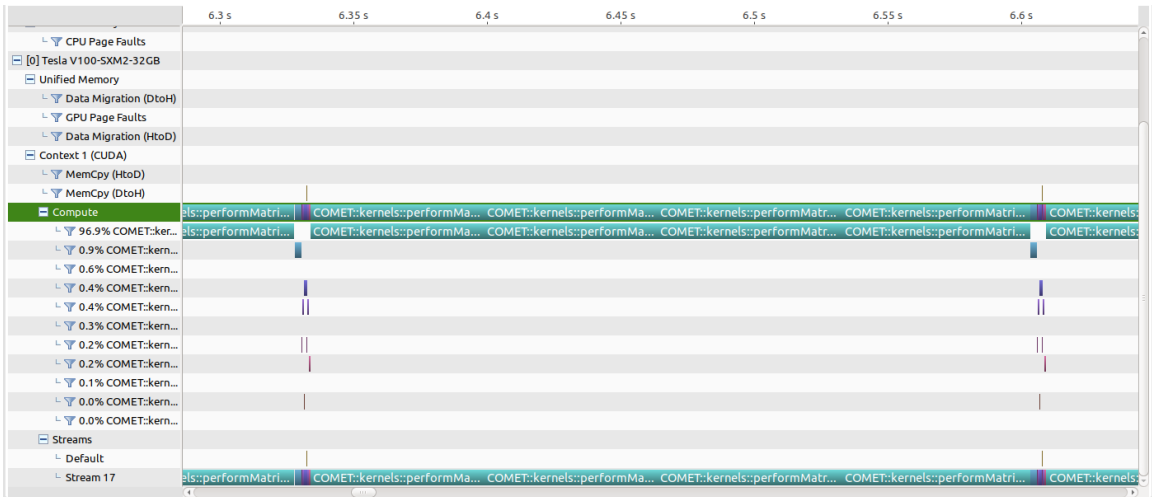 6.3 s 6.35 s 6.4 s 6.45 s 6.5 s 6.55 s 6.6 s
CPU Page Faults
[0] Tesla V100-SXM2-32GB
Unified Memory
Data Migration (DtoH)
GPU Page Faults
Data Migration (HtoD)
Context 1 (CUDA)
MemCpy (HtoD)
MemCpy (DtoH)
Compute els::performMatri... COMET::kernels::performMa... COMET::kernels::performMa... COMET::kernels::performMatr... COMET::kernels::performMatri... COMET::kernels:
96.9% COMET::ker... els::performMatri... COMET::kernels::performMa... COMET::kernels::performMa... COMET::kernels::performMatr... COMET::kernels::performMatri... COMET::kernels:
0.9% COMET::kern...
0.6% COMET::kern...
0.4% COMET::kern...
0.4% COMET::kern...
0.3% COMET::kern...
0.2% COMET::kern...
0.2% COMET::kern...
0.1% COMET::kern...
0.0% COMET::kern...
0.0% COMET::kern...
Streams
Default
Stream 17 els::performMatri... COMET::kernels::performMa... COMET::kernels::performMa... COMET::kernels::performMatr... COMET::kernels::performMatri... COMET::kernels: